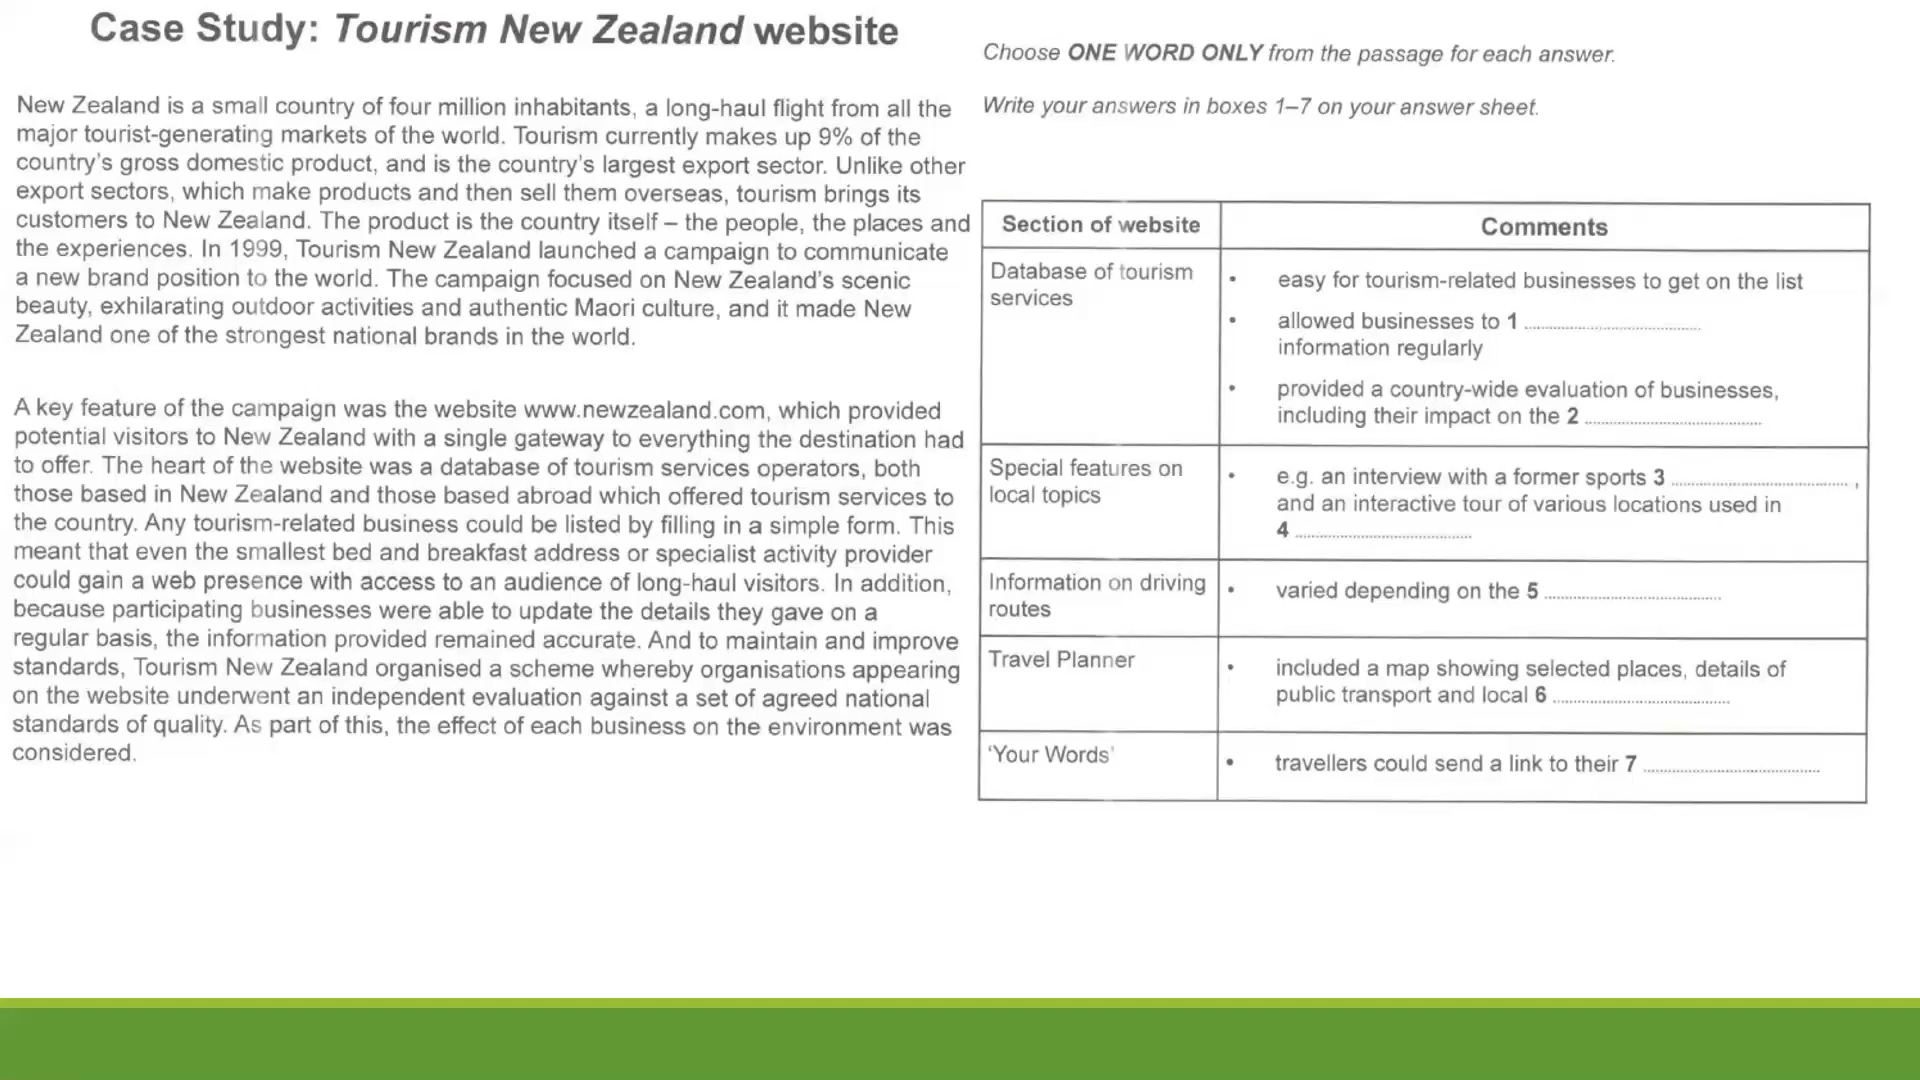 Case Study: Tourism New Zealand website
New Zealand is a small country of four million inhabitants, a long-haul flight from all the
major tourist-generating markets of the world. Tourism currently makes up 9% of the
country's gross domestic product, and is the country's largest export sector. Unlike other
export sectors, which make products and then sell them overseas, tourism brings its
customers to New Zealand. The product is the country itself – the people, the places and
the experiences. In 1999, Tourism New Zealand launched a campaign to communicate
a new brand position to the world. The campaign focused on New Zealand's scenic
beauty, exhilarating outdoor activities and authentic Maori culture, and it made New
Zealand one of the strongest national brands in the world.
A key feature of the campaign was the website www.newzealand.com, which provided
potential visitors to New Zealand with a single gateway to everything the destination had
to offer. The heart of the website was a database of tourism services operators, both
those based in New Zealand and those based abroad which offered tourism services to
the country. Any tourism-related business could be listed by filling in a simple form. This
meant that even the smallest bed and breakfast address or specialist activity provider
could gain a web presence with access to an audience of long-haul visitors. In addition,
because participating businesses were able to update the details they gave on a
regular basis, the information provided remained accurate. And to maintain and improve
standards, Tourism New Zealand organised a scheme whereby organisations appearing
on the website underwent an independent evaluation against a set of agreed national
standards of quality. As part of this, the effect of each business on the environment was
considered.
Choose ONE WORD ONLY from the passage for each answer.
Write your answers in boxes 1–7 on your answer sheet.
Section of website
Comments
Database of tourism
services
• easy for tourism-related businesses to get on the list
• allowed businesses to 1 ..............................
information regularly
• provided a country-wide evaluation of businesses,
including their impact on the 2 ..............................
Special features on
local topics
• e.g. an interview with a former sports 3 .............................. ,
and an interactive tour of various locations used in
4 ..............................
Information on driving
routes
• varied depending on the 5 ..............................
Travel Planner
• included a map showing selected places, details of
public transport and local 6 ..............................
'Your Words'
• travellers could send a link to their 7 ..............................